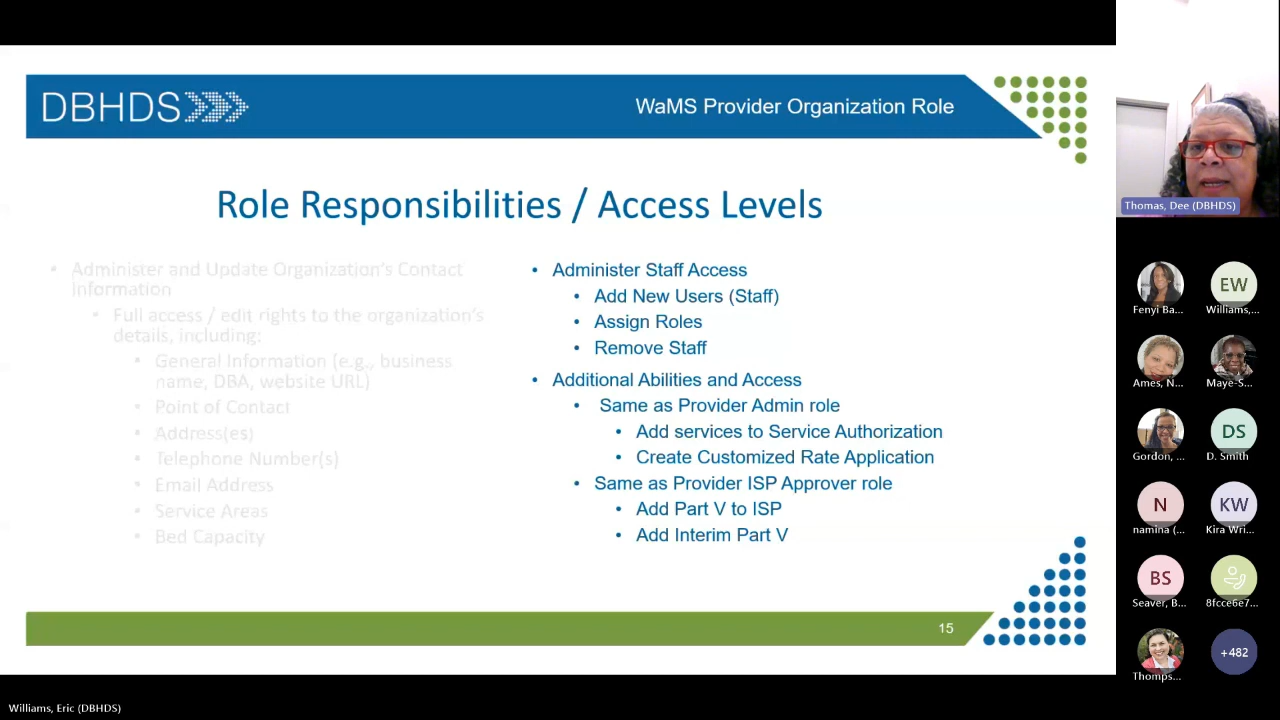 DBHDS
WaMS Provider Organization Role
Role Responsibilities / Access Levels
• Administer and Update Organization's Contact
Information
• Full access / edit rights to the organization's
details, including:
• General Information (e.g., business
name, DBA, website URL)
• Point of Contact
• Address(es)
• Telephone Number(s)
• Email Address
• Service Areas
• Bed Capacity
• Administer Staff Access
• Add New Users (Staff)
• Assign Roles
• Remove Staff
• Additional Abilities and Access
• Same as Provider Admin role
• Add services to Service Authorization
• Create Customized Rate Application
• Same as Provider ISP Approver role
• Add Part V to ISP
• Add Interim Part V
15
Thomas, Dee (DBHDS)
Fenyi Ba...
EW
Williams,...
Ames, N...
Maye-S...
Gordon, ...
DS
D. Smith
N
namina (...
KW
Kira Wri...
BS
Seaver, B...
8fcce6e7...
Thomps...
+482
Williams, Eric (DBHDS)